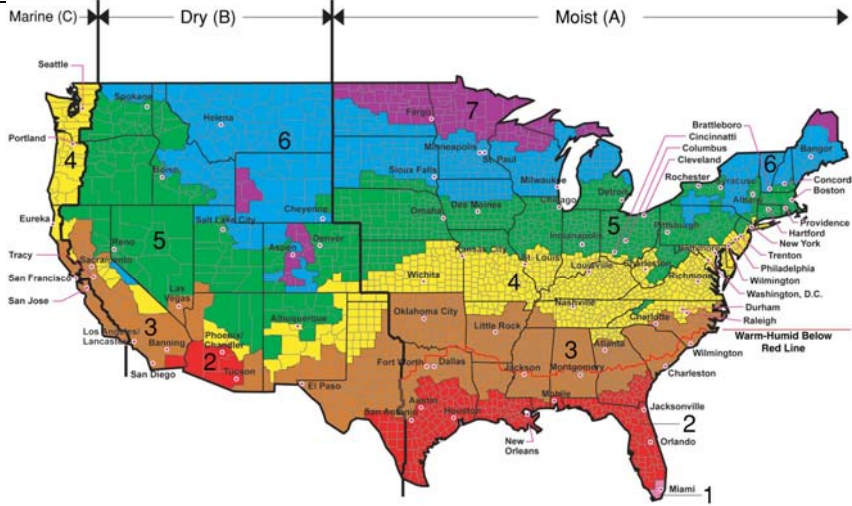 Marine (C)
Dry (B)
Moist (A)
Seattle
Spokane
Helena
6
Fargo
7
Brattleboro
Cincinnatti
Columbus
Cleveland
Portland
4
Minneapolis
St. Paul
Bangor
6
Boise
Sioux Falls
Milwaukee
Rochester
Syracuse
Concord
Detroit
Albany
Boston
Chicago
Eureka
Salt Lake City
Cheyenne
Omaha
Des Moines
5
Pittsburgh
Providence
Hartford
Reno
5
Aspen
Denver
Indianapolis
New York
Tracy
Sacramento
Kansas City
St. Louis
Charleston
Trenton
San Francisco
Wichita
4
Louisville
Philadelphia
San Jose
Las
Vegas
Richmond
Wilmington
Washington, D.C.
Nashville
Durham
Albuquerque
Oklahoma City
Charlotte
Raleigh
3
Los Angeles/
Lancaster
Phoenix/
Chandler
Little Rock
Warm-Humid Below
Red Line
Banning
2
3
Atlanta
Wilmington
Fort Worth
Dallas
San Diego
Tucson
Jackson
Montgomery
Charleston
El Paso
Austin
Mobile
San Antonio
Houston
Jacksonville
2
New
Orleans
Orlando
Miami
1